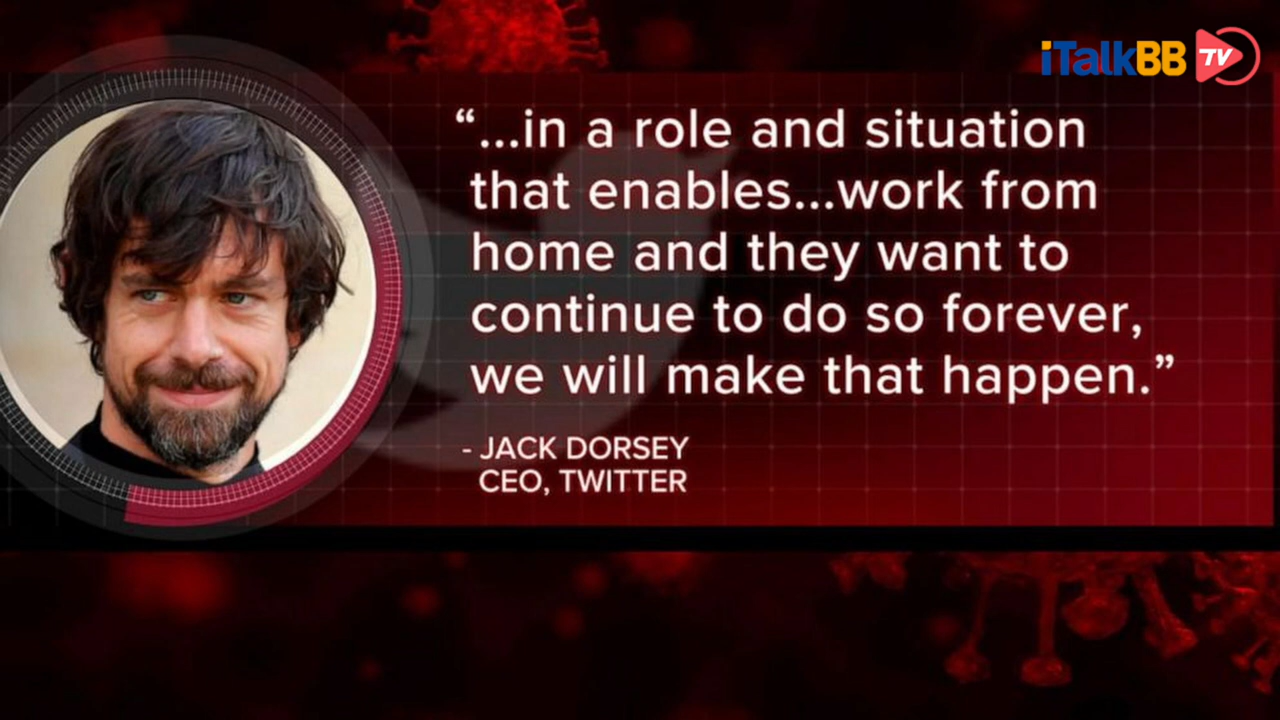 iTalkBB TV
“...in a role and situation
that enables...work from
home and they want to
continue to do so forever,
we will make that happen.”
- JACK DORSEY
CEO, TWITTER